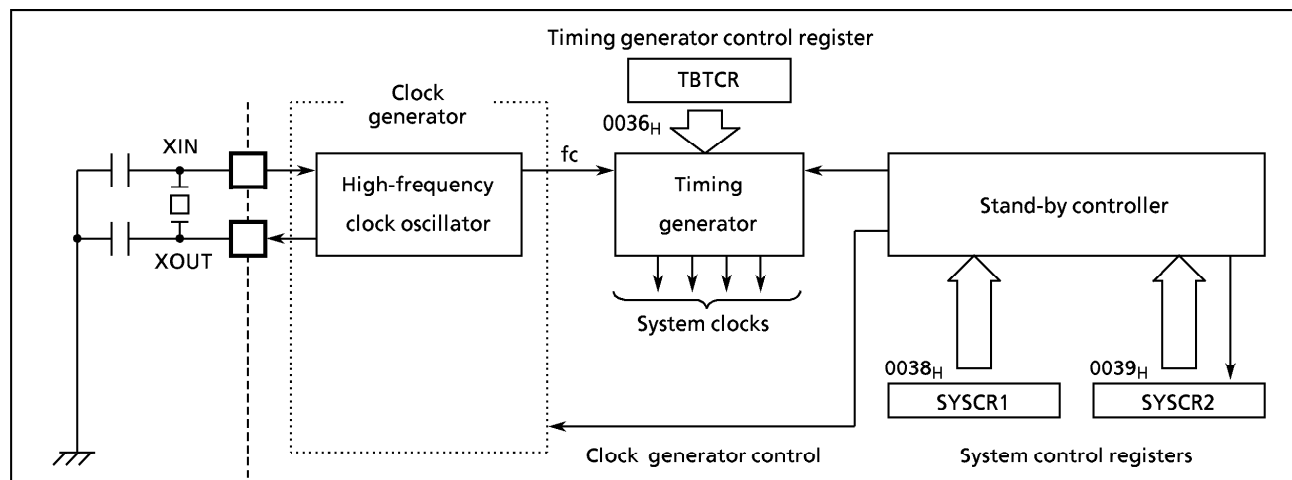 Timing generator control register
TBTCR
Clock
generator
0036H
XIN
fc
High-frequency
clock oscillator
Timing
generator
Stand-by controller
XOUT
System clocks
0038H
0039H
SYSCR1
SYSCR2
Clock generator control
System control registers